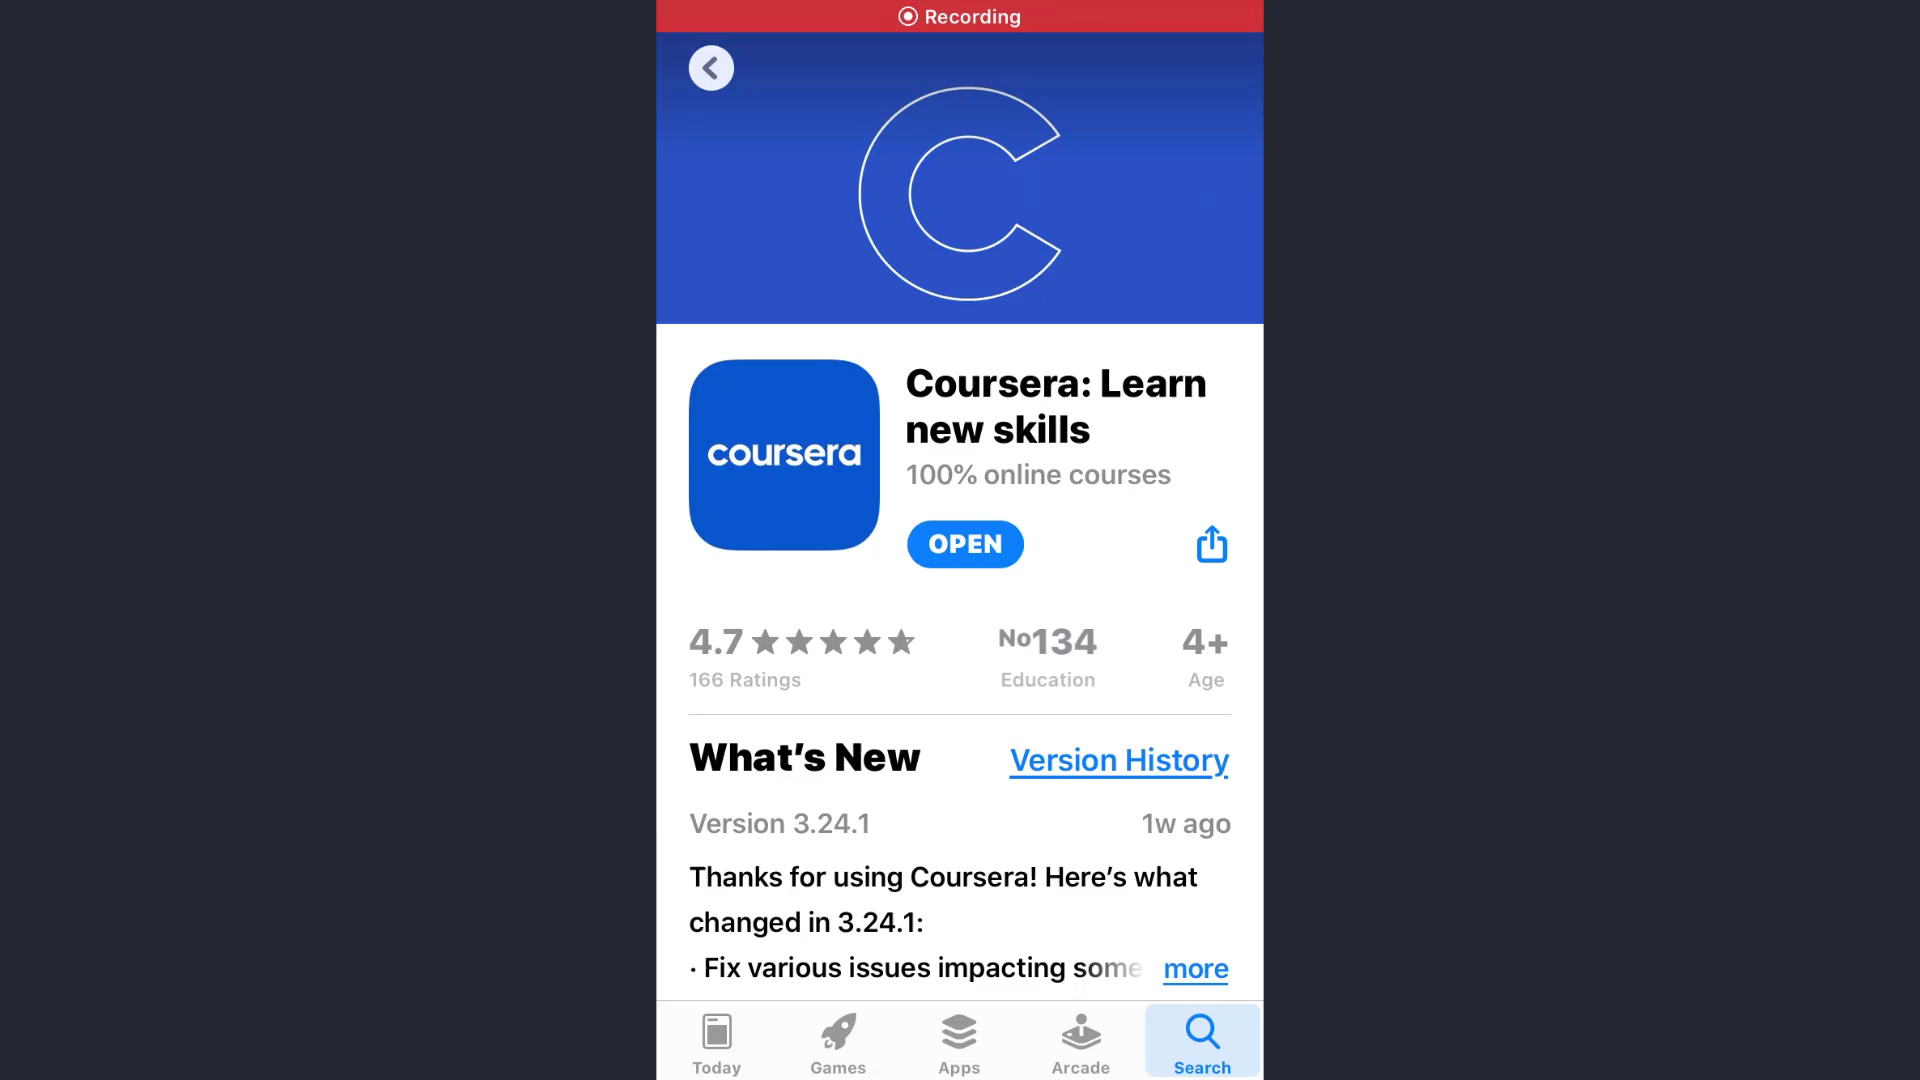 Recording
C
coursera
Coursera: Learn
new skills
100% online courses
OPEN
4.7
166 Ratings
No134
Education
4+
Age
What's New
Version History
Version 3.24.1
1w ago
Thanks for using Coursera! Here's what
changed in 3.24.1:
· Fix various issues impacting some
more
Today
Games
Apps
Arcade
Search